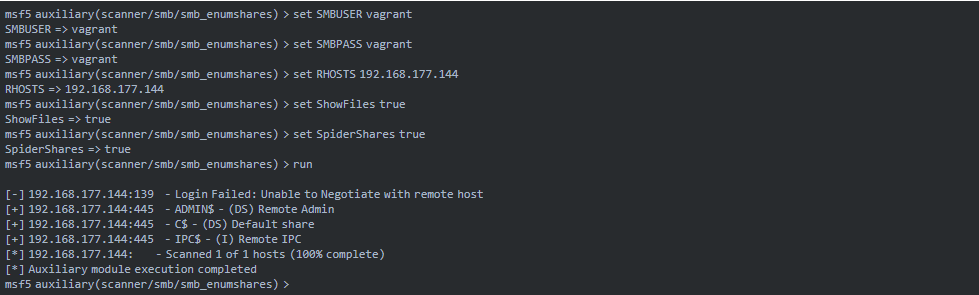 msf5 auxiliary(scanner/smb/smb_enumshares) > set SMBUSER vagrant
SMBUSER => vagrant
msf5 auxiliary(scanner/smb/smb_enumshares) > set SMBPASS vagrant
SMBPASS => vagrant
msf5 auxiliary(scanner/smb/smb_enumshares) > set RHOSTS 192.168.177.144
RHOSTS => 192.168.177.144
msf5 auxiliary(scanner/smb/smb_enumshares) > set ShowFiles true
ShowFiles => true
msf5 auxiliary(scanner/smb/smb_enumshares) > set SpiderShares true
SpiderShares => true
msf5 auxiliary(scanner/smb/smb_enumshares) > run

[-] 192.168.177.144:139 - Login Failed: Unable to Negotiate with remote host
[+] 192.168.177.144:445 - ADMIN$ - (DS) Remote Admin
[+] 192.168.177.144:445 - C$ - (DS) Default share
[+] 192.168.177.144:445 - IPC$ - (I) Remote IPC
[*] 192.168.177.144: - Scanned 1 of 1 hosts (100% complete)
[*] Auxiliary module execution completed
msf5 auxiliary(scanner/smb/smb_enumshares) >